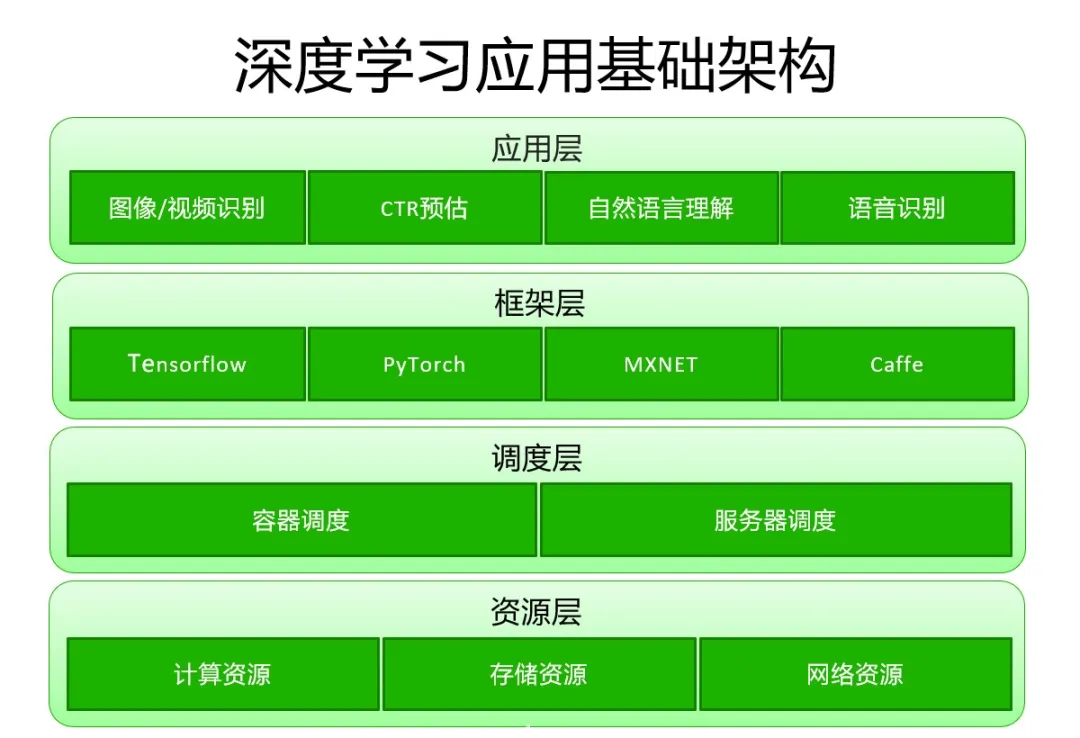 深度学习应用基础架构
应用层
图像/视频识别
CTR预估
自然语言理解
语音识别
框架层
Tensorflow
PyTorch
MXNET
Caffe
调度层
容器调度
服务器调度
资源层
计算资源
存储资源
网络资源